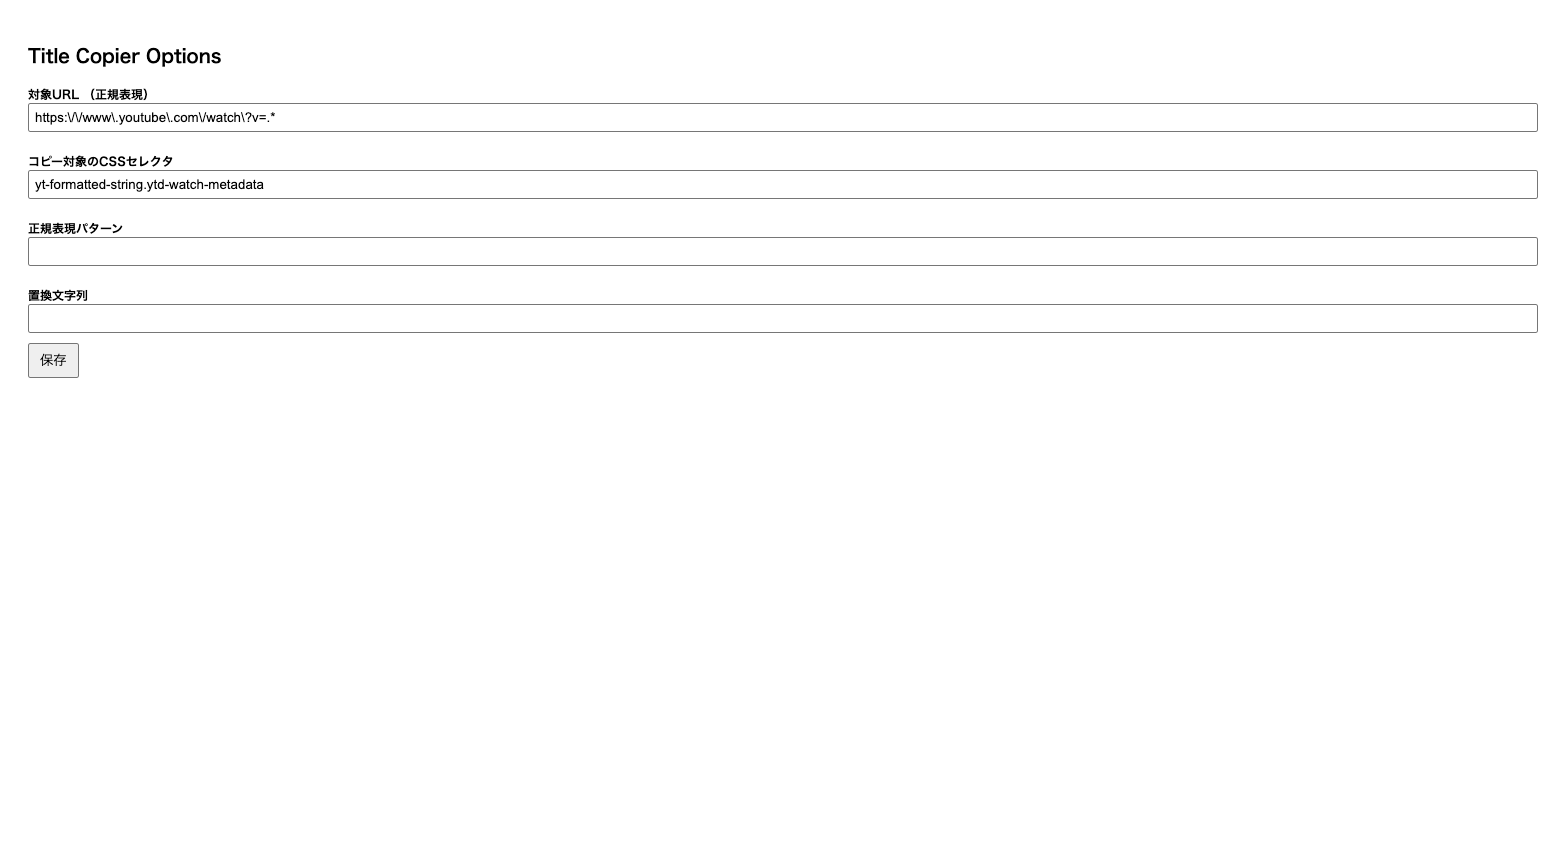 Title Copier Options
対象URL （正規表現）
https:\/\/www\.youtube\.com\/watch\?v=.*
コピー対象のCSSセレクタ
yt-formatted-string.ytd-watch-metadata
正規表現パターン
置換文字列
保存